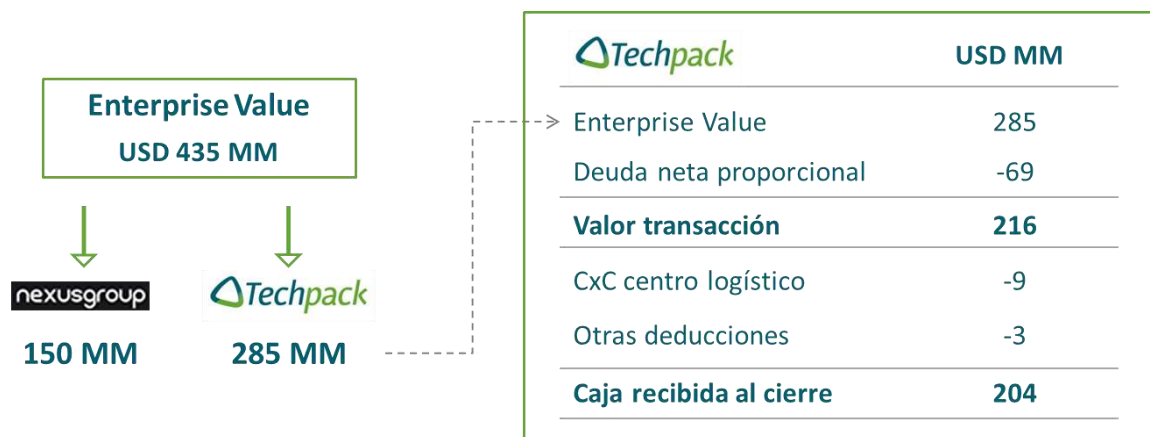 Enterprise Value
USD 435 MM
nexusgroup
Techpack
150 MM
285 MM
Techpack USD MM
Enterprise Value 285
Deuda neta proporcional -69
Valor transacción 216
CxC centro logístico -9
Otras deducciones -3
Caja recibida al cierre 204